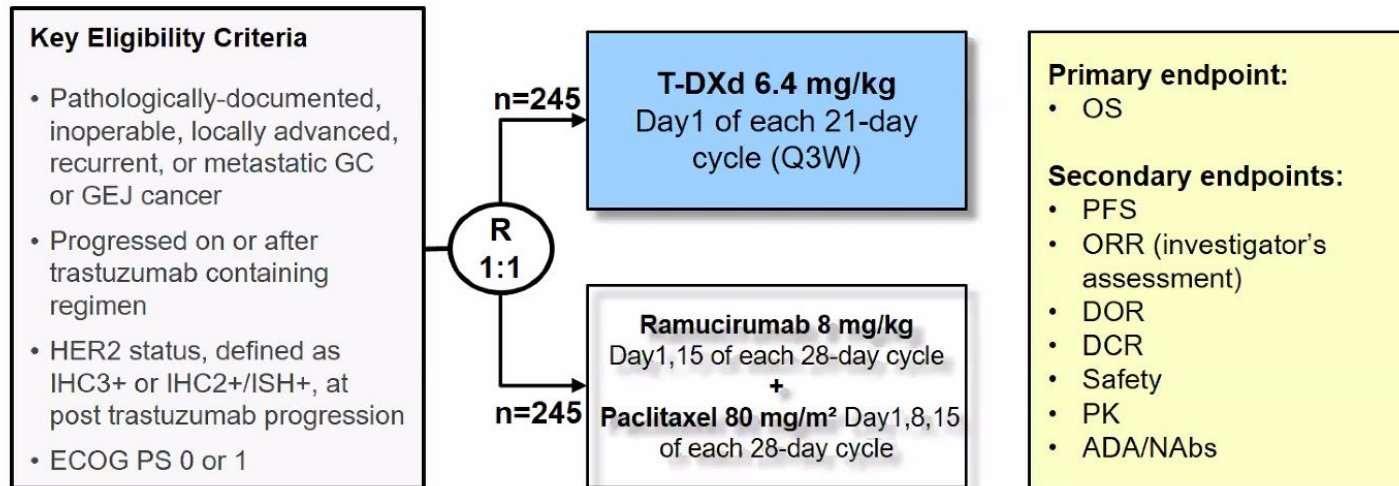 Key Eligibility Criteria
• Pathologically-documented,
inoperable, locally advanced,
recurrent, or metastatic GC
or GEJ cancer
• Progressed on or after
trastuzumab containing
regimen
• HER2 status, defined as
IHC3+ or IHC2+/ISH+, at
post trastuzumab progression
• ECOG PS 0 or 1
R
1:1
n=245
T-DXd 6.4 mg/kg
Day1 of each 21-day
cycle (Q3W)
n=245
Ramucirumab 8 mg/kg
Day1,15 of each 28-day cycle
+
Paclitaxel 80 mg/m² Day1,8,15
of each 28-day cycle
Primary endpoint:
• OS
Secondary endpoints:
• PFS
• ORR (investigator's
assessment)
• DOR
• DCR
• Safety
• PK
• ADA/NAbs